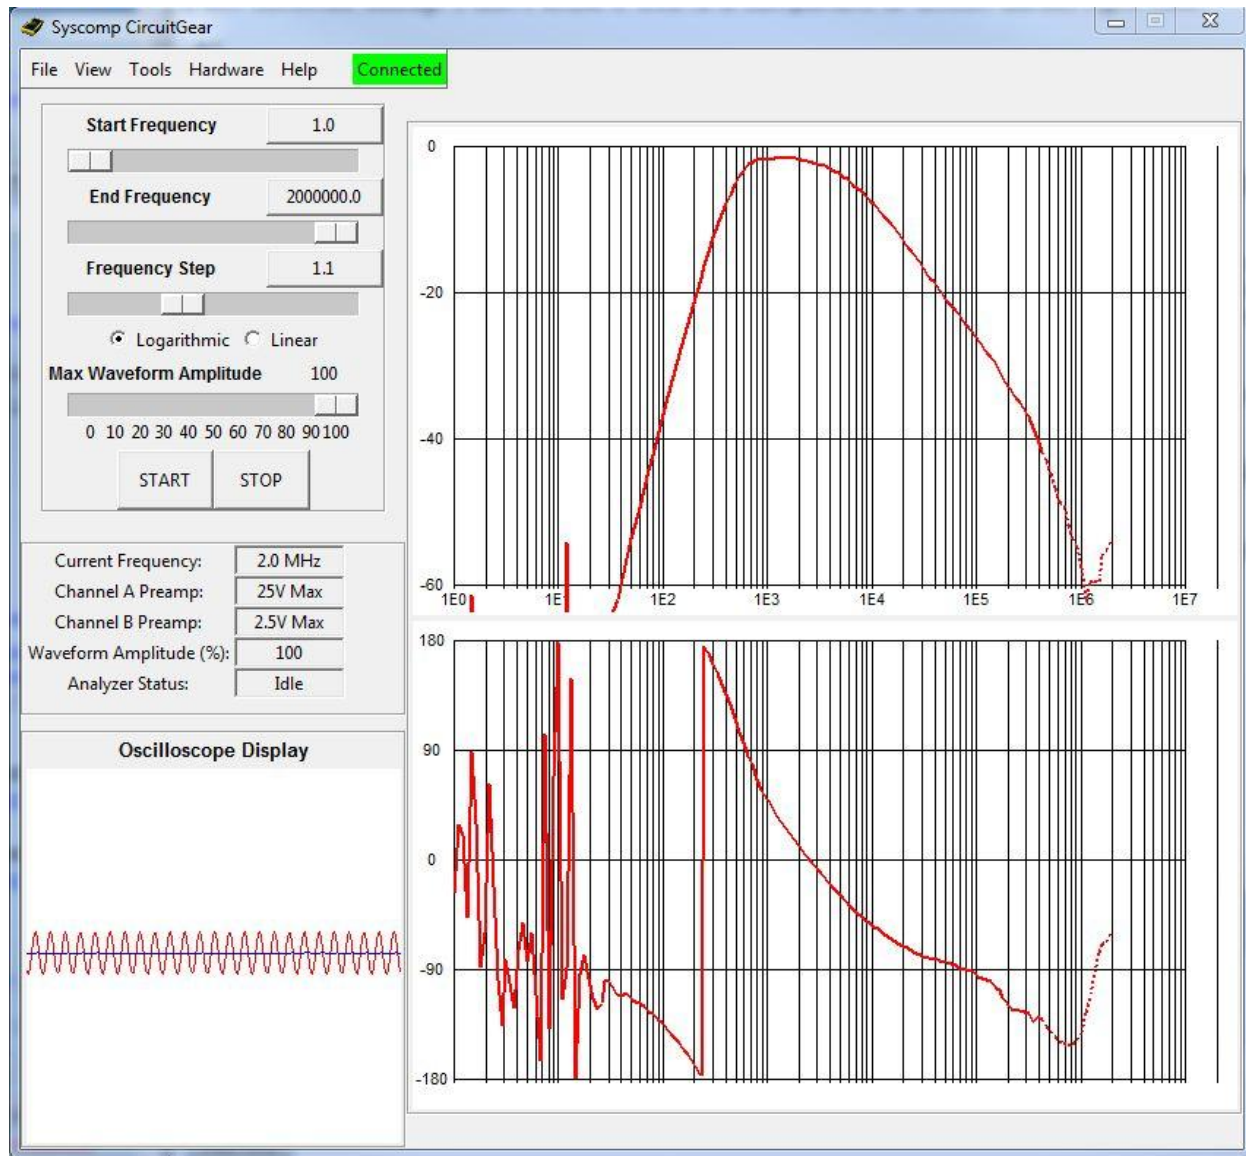 Syscomp CircuitGear
File View Tools Hardware Help Connected
Start Frequency 1.0
End Frequency 2000000.0
Frequency Step 1.1
Logarithmic Linear
Max Waveform Amplitude 100
0 10 20 30 40 50 60 70 80 90 100
START STOP
Current Frequency: 2.0 MHz
Channel A Preamp: 25V Max
Channel B Preamp: 2.5V Max
Waveform Amplitude (%): 100
Analyzer Status: Idle
Oscilloscope Display
0
-20
-40
-60
1E0 1E1 1E2 1E3 1E4 1E5 1E6 1E7
180
90
0
-90
-180